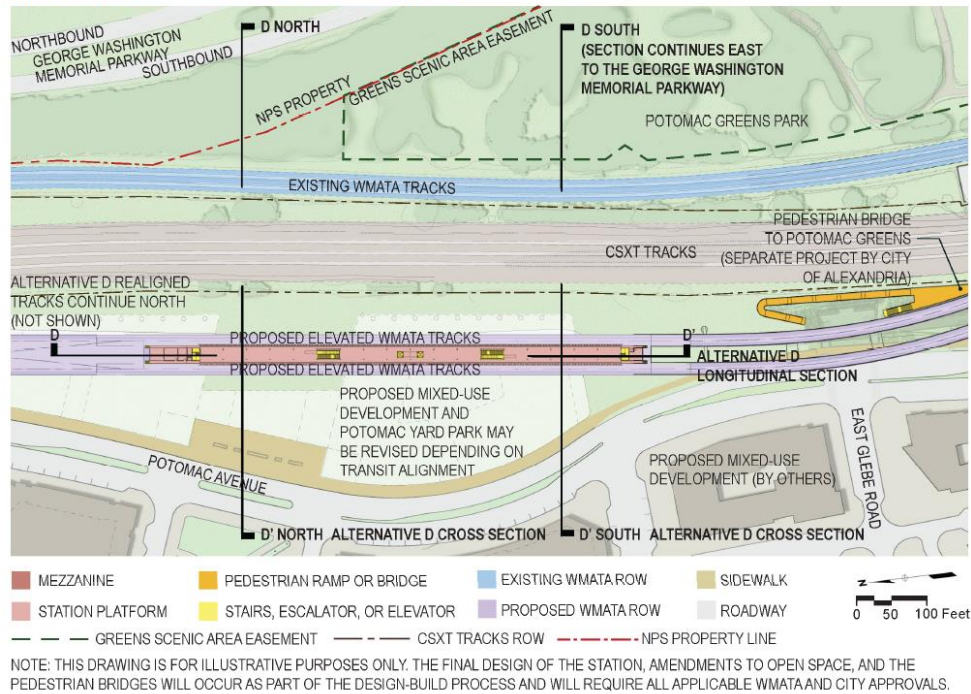 NORTHBOUND
GEORGE WASHINGTON
MEMORIAL PARKWAY
SOUTHBOUND
D NORTH
NPS PROPERTY
GREENS SCENIC AREA EASEMENT
D SOUTH
(SECTION CONTINUES EAST
TO THE GEORGE WASHINGTON
MEMORIAL PARKWAY)
POTOMAC GREENS PARK
EXISTING WMATA TRACKS
CSXT TRACKS
PEDESTRIAN BRIDGE
TO POTOMAC GREENS
(SEPARATE PROJECT BY CITY
OF ALEXANDRIA)
ALTERNATIVE D REALIGNED
TRACKS CONTINUE NORTH
(NOT SHOWN)
D
PROPOSED ELEVATED WMATA TRACKS
PROPOSED ELEVATED WMATA TRACKS
D'
ALTERNATIVE D
LONGITUDINAL SECTION
PROPOSED MIXED-USE
DEVELOPMENT AND
POTOMAC YARD PARK MAY
BE REVISED DEPENDING ON
TRANSIT ALIGNMENT
POTOMAC AVENUE
PROPOSED MIXED-USE
DEVELOPMENT (BY OTHERS)
EAST GLEBE ROAD
D' NORTH ALTERNATIVE D CROSS SECTION
D' SOUTH ALTERNATIVE D CROSS SECTION
MEZZANINE
PEDESTRIAN RAMP OR BRIDGE
EXISTING WMATA ROW
SIDEWALK
STATION PLATFORM
STAIRS, ESCALATOR, OR ELEVATOR
PROPOSED WMATA ROW
ROADWAY
0 50 100 Feet
GREENS SCENIC AREA EASEMENT
CSXT TRACKS ROW
NPS PROPERTY LINE
NOTE: THIS DRAWING IS FOR ILLUSTRATIVE PURPOSES ONLY. THE FINAL DESIGN OF THE STATION, AMENDMENTS TO OPEN SPACE, AND THE
PEDESTRIAN BRIDGES WILL OCCUR AS PART OF THE DESIGN-BUILD PROCESS AND WILL REQUIRE ALL APPLICABLE WMATA AND CITY APPROVALS.